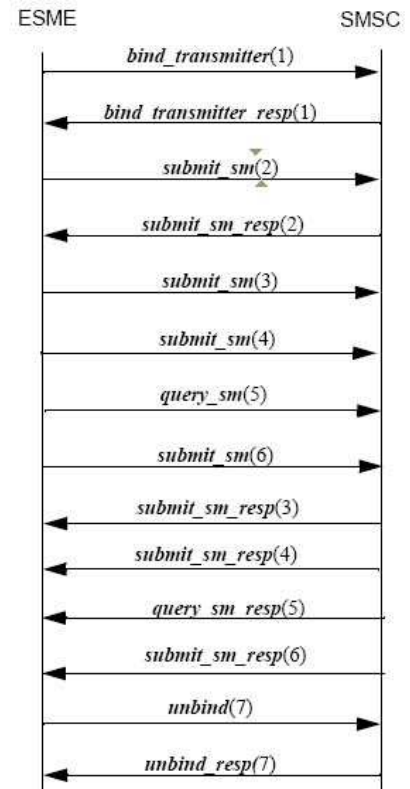 ESME SMSC
bind_transmitter(1)
bind_transmitter_resp(1)
submit_sm(2)
submit_sm_resp(2)
submit_sm(3)
submit_sm(4)
query_sm(5)
submit_sm(6)
submit_sm_resp(3)
submit_sm_resp(4)
query_sm_resp(5)
submit_sm_resp(6)
unbind(7)
unbind_resp(7)